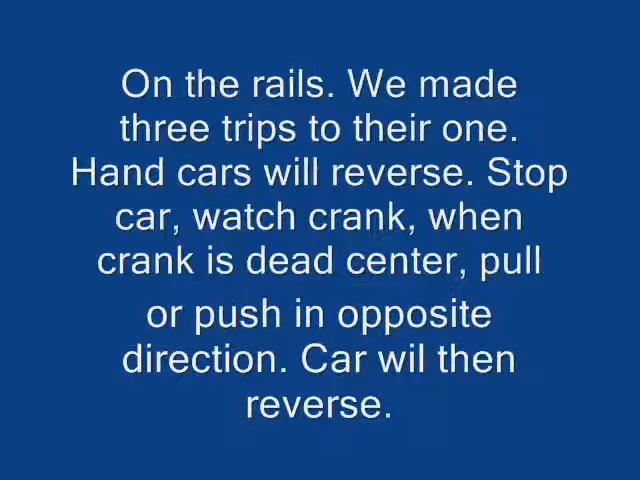 On the rails. We made
three trips to their one.
Hand cars will reverse. Stop
car, watch crank, when
crank is dead center, pull
or push in opposite
direction. Car wil then
reverse.